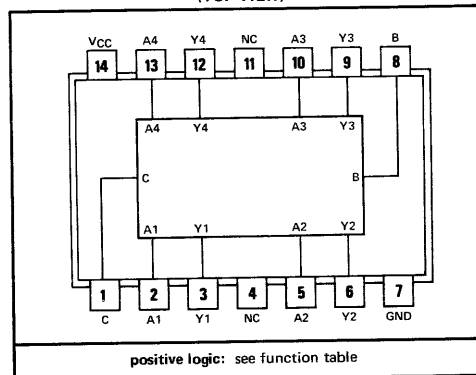 (TOP VIEW)
VCC A4 Y4 NC A3 Y3 B
14 13 12 11 10 9 8
A4 Y4 A3 Y3
C B
A1 Y1 A2 Y2
1 2 3 4 5 6 7
C A1 Y1 NC A2 Y2 GND
positive logic: see function table